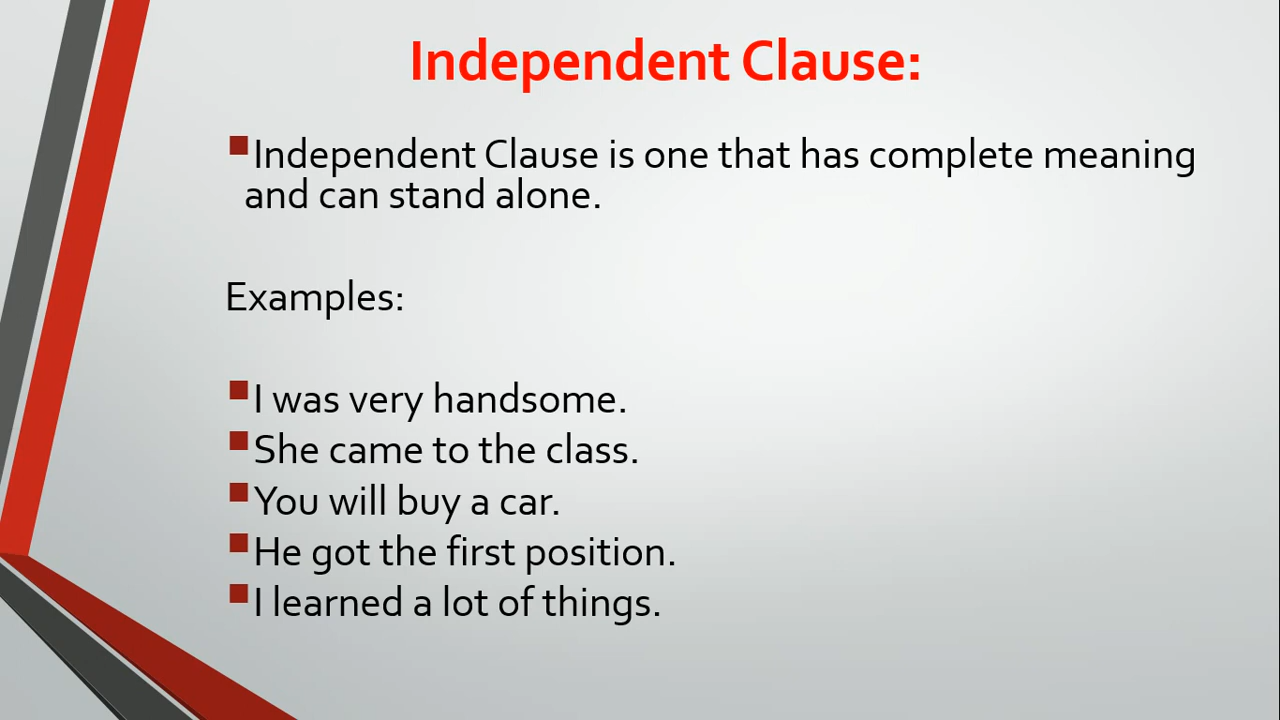 Independent Clause:
Independent Clause is one that has complete meaning
and can stand alone.
Examples:
I was very handsome.
She came to the class.
You will buy a car.
He got the first position.
I learned a lot of things.